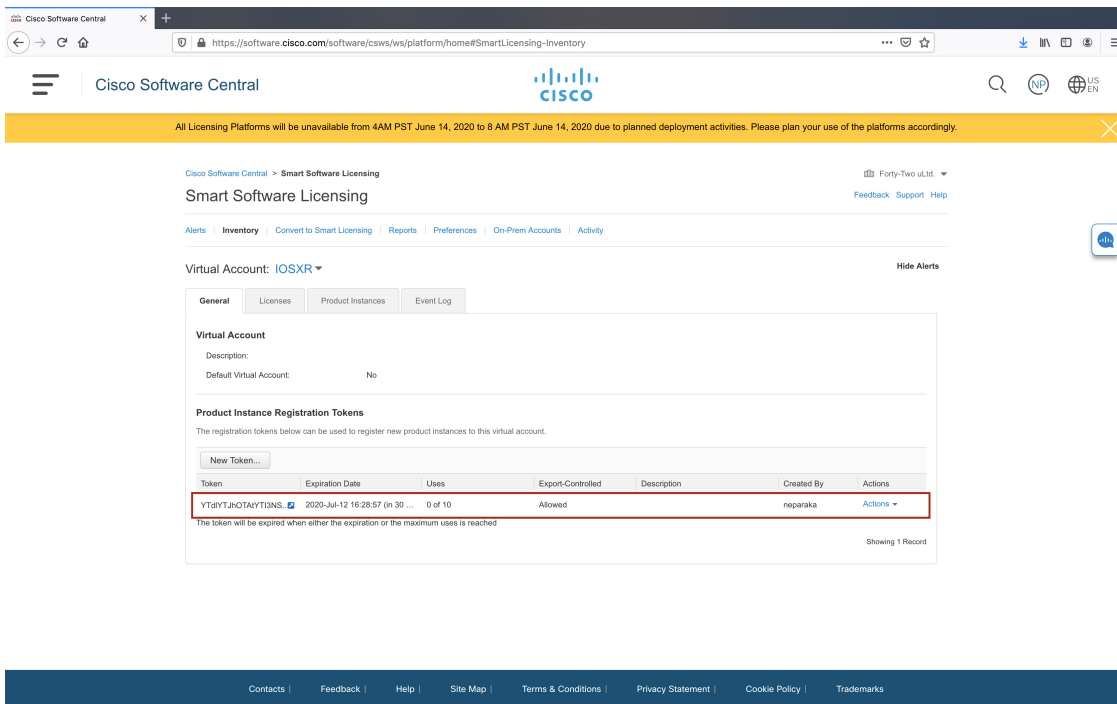 Cisco Software Central
https://software.cisco.com/software/csws/ws/platform/home#SmartLicensing-Inventory
Cisco Software Central
CISCO
NP
US
EN
All Licensing Platforms will be unavailable from 4AM PST June 14, 2020 to 8 AM PST June 14, 2020 due to planned deployment activities. Please plan your use of the platforms accordingly.
Cisco Software Central > Smart Software Licensing
Forty-Two uLtd.
Smart Software Licensing
Feedback Support Help
Alerts | Inventory | Convert to Smart Licensing | Reports | Preferences | On-Prem Accounts | Activity
Virtual Account: IOSXR
Hide Alerts
General Licenses Product Instances Event Log
Virtual Account
Description:
Default Virtual Account: No
Product Instance Registration Tokens
The registration tokens below can be used to register new product instances to this virtual account.
New Token...
Token Expiration Date Uses Export-Controlled Description Created By Actions
YTdlYTJhOTAtYTI3NS.. 2020-Jul-12 16:28:57 (in 30 ... 0 of 10 Allowed neparaka Actions
The token will be expired when either the expiration or the maximum uses is reached
Showing 1 Record
Contacts | Feedback | Help | Site Map | Terms & Conditions | Privacy Statement | Cookie Policy | Trademarks